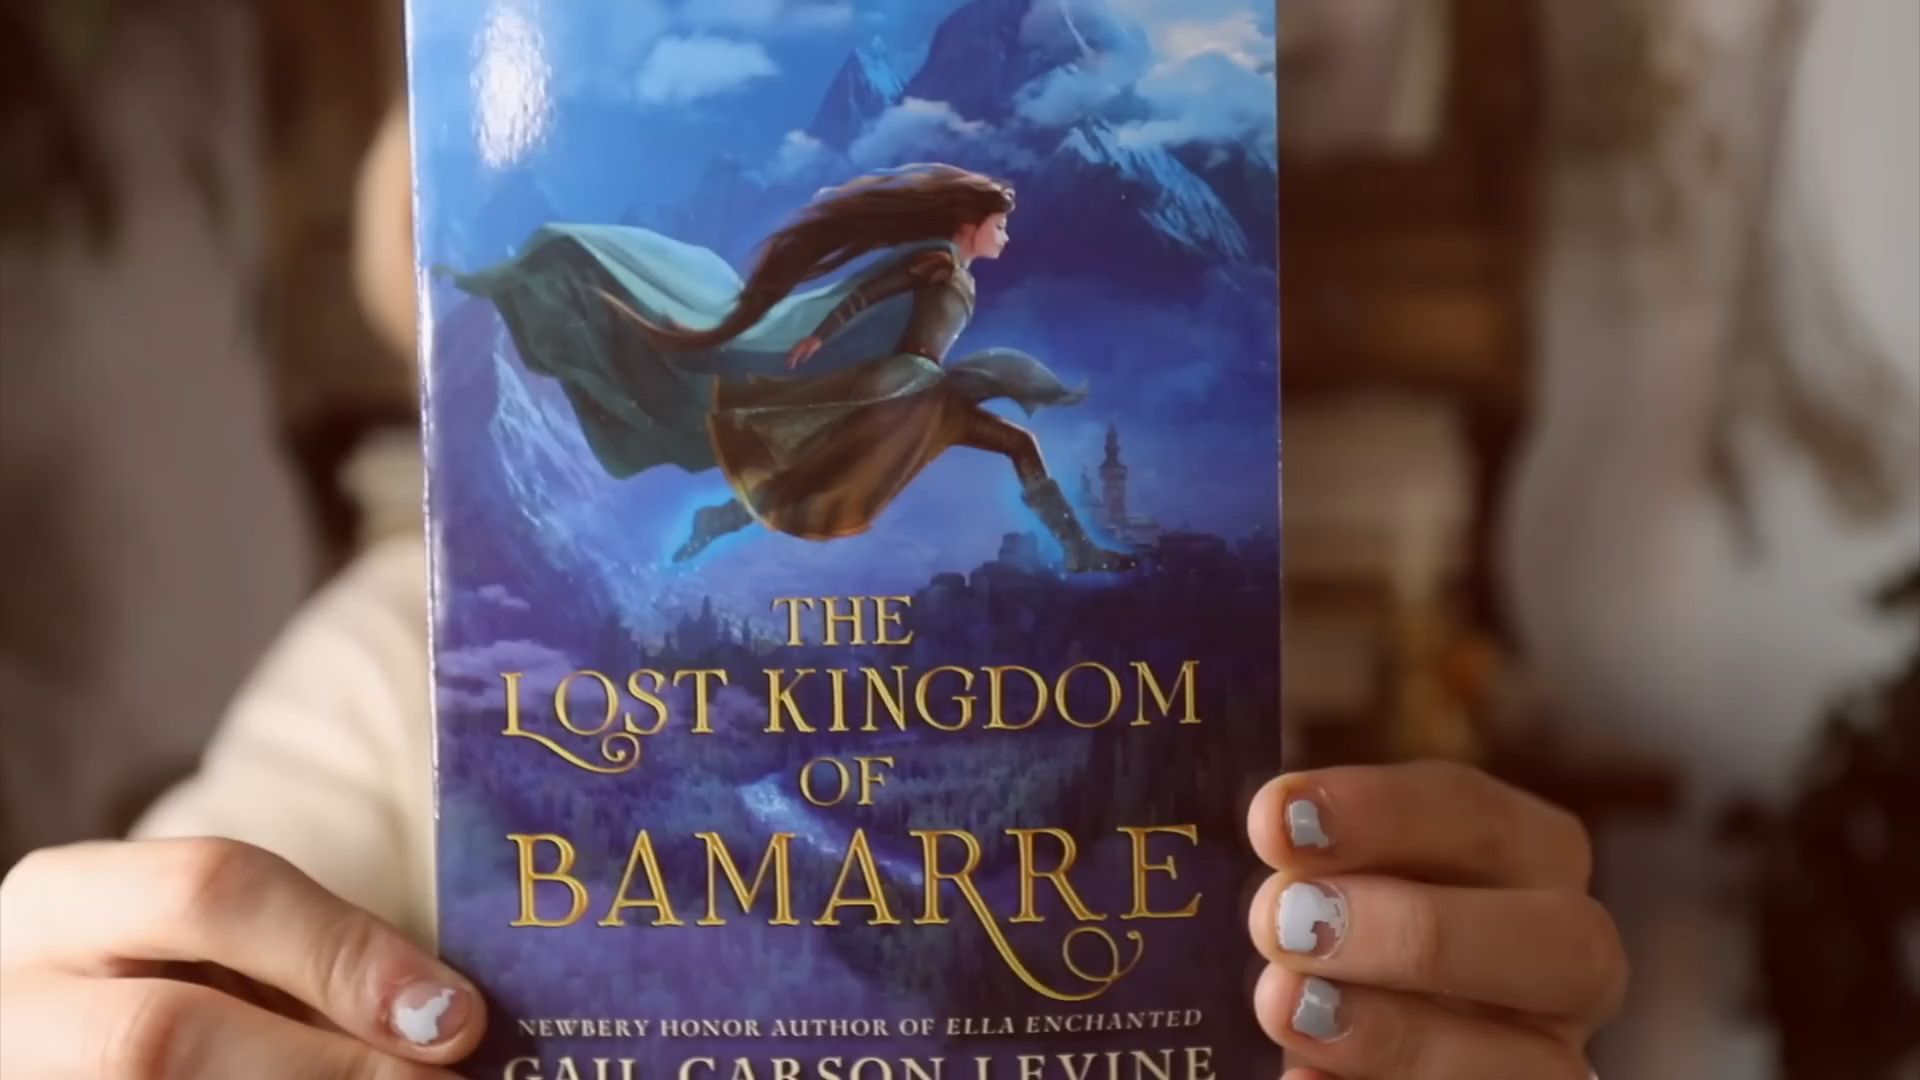 THE
LOST KINGDOM
OF
BAMARRE
NEWBERY HONOR AUTHOR OF ELLA ENCHANTED
GAIL CARSON LEVINE